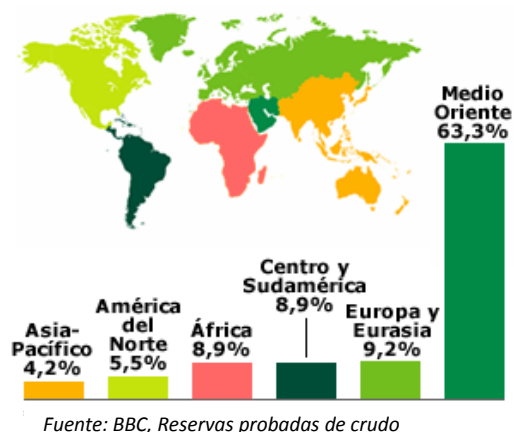 Medio
Oriente
63,3%
Centro y
Sudamérica
8,9%
América
del
Norte
5,5%
Europa y
Eurasia
9,2%
Asia-
Pacífico
4,2%
África
8,9%
Fuente: BBC, Reservas probadas de crudo